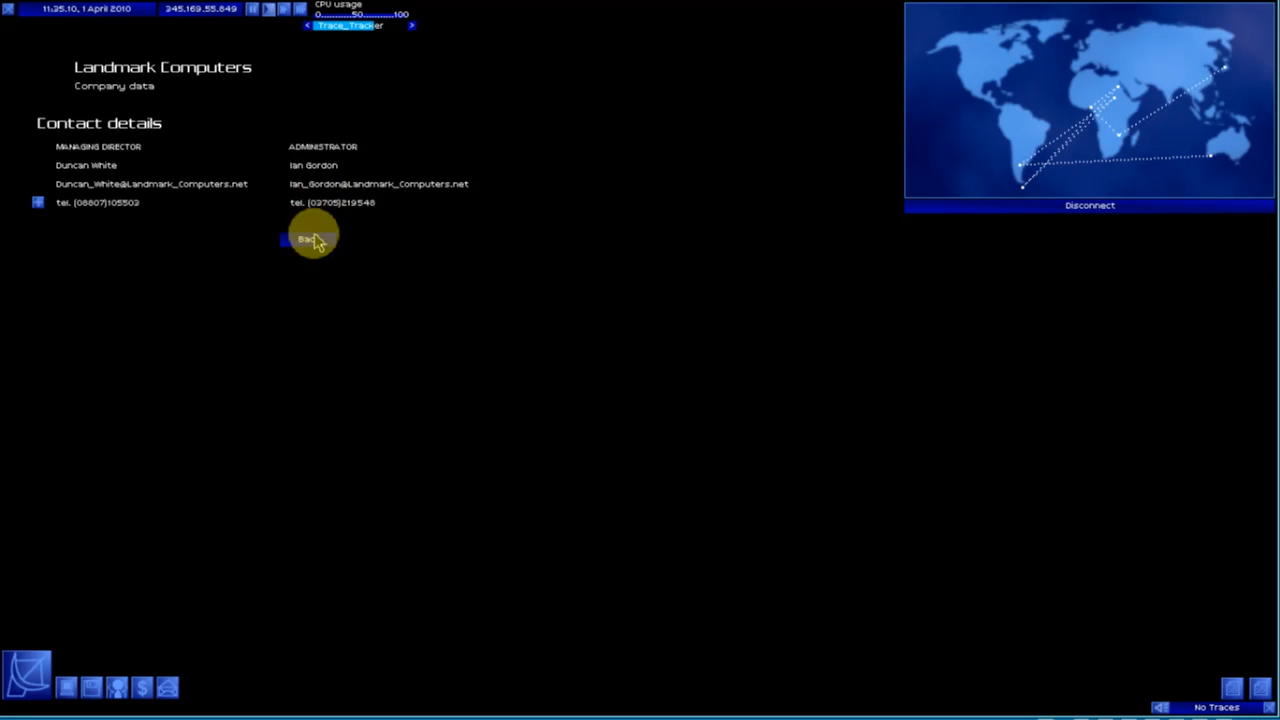 11:35.10, 1 April 2010
345.169.55.849
CPU usage
0.........50.........100
< Trace_Tracker >
Landmark Computers
Company data
Contact details
MANAGING DIRECTOR
ADMINISTRATOR
Duncan White
Ian Gordon
Duncan_White@Landmark_Computers.net
Ian_Gordon@Landmark_Computers.net
tel. (08807)105503
tel. (03705)219548
Back
Disconnect
$
No Traces